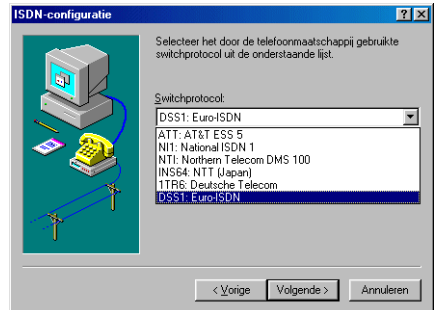 ISDN-configuratie
Selecteer het door de telefoonmaatschappij gebruikte
switchprotocol uit de onderstaande lijst.
Switchprotocol:
DSS1: Euro-ISDN
ATT: AT&T ESS 5
NI1: National ISDN 1
NTI: Northern Telecom DMS 100
INS64: NTT (Japan)
1TR6: Deutsche Telecom
DSS1: Euro-ISDN
< Vorige
Volgende >
Annuleren